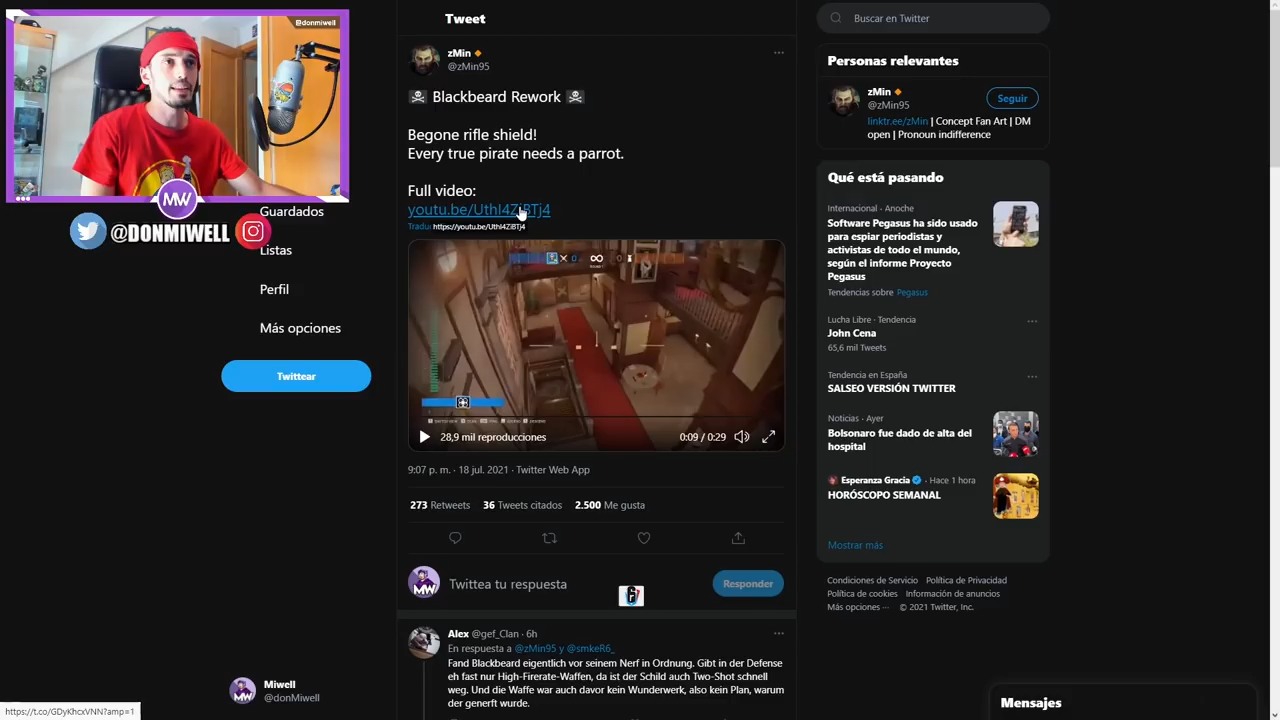 @donmiwell
MW
@DONMIWELL
Guardados
Listas
Perfil
Más opciones
Twittear
Miwell
@donMiwell
https://t.co/GDyKhcxVNN?amp=1
Tweet
zMin
@zMin95
Blackbeard Rework
Begone rifle shield!
Every true pirate needs a parrot.
Full video:
youtu.be/UthI4ZiBTj4
Tradu
https://youtu.be/UthI4ZiBTj4
28,9 mil reproducciones
0:09 / 0:29
9:07 p. m. · 18 jul. 2021 · Twitter Web App
273 Retweets 36 Tweets citados 2.500 Me gusta
MW
Twittea tu respuesta
Responder
Alex @gef_Clan · 6h
En respuesta a @zMin95 y @smkeR6_
Fand Blackbeard eigentlich vor seinem Nerf in Ordnung. Gibt in der Defense
eh fast nur High-Firerate-Waffen, da ist der Schild auch Two-Shot schnell
weg. Und die Waffe war auch davor kein Wunderwerk, also kein Plan, warum
der generft wurde.
Buscar en Twitter
Personas relevantes
zMin
@zMin95
Seguir
linktr.ee/zMin | Concept Fan Art | DM
open | Pronoun indifference
Qué está pasando
Internacional · Anoche
Software Pegasus ha sido usado
para espiar periodistas y
activistas de todo el mundo,
según el informe Proyecto
Pegasus
Tendencias sobre Pegasus
Lucha Libre · Tendencia
John Cena
65,6 mil Tweets
Tendencia en España
SALSEO VERSIÓN TWITTER
Noticias · Ayer
Bolsonaro fue dado de alta del
hospital
Esperanza Gracia · Hace 1 hora
HORÓSCOPO SEMANAL
Mostrar más
Condiciones de Servicio Política de Privacidad
Política de cookies Información de anuncios
Más opciones ··· © 2021 Twitter, Inc.
Mensajes